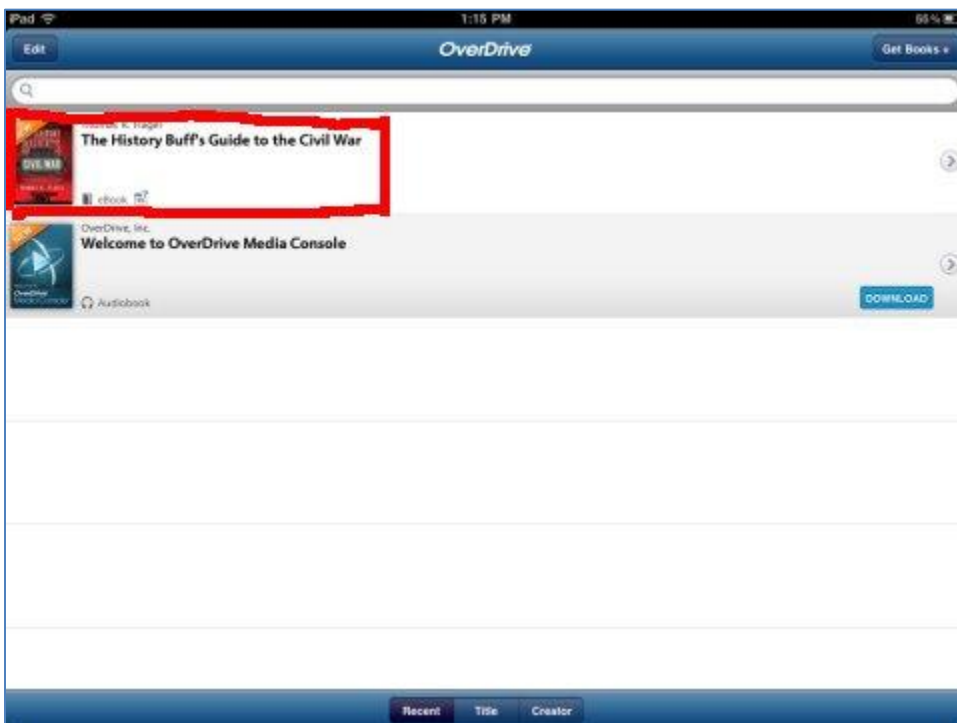 iPad 1:15 PM
Edit OverDrive Get Books +
The History Buff's Guide to the Civil War
eBook
OverDrive, Inc.
Welcome to OverDrive Media Console
Audiobook
DOWNLOAD
Recent Title Creator